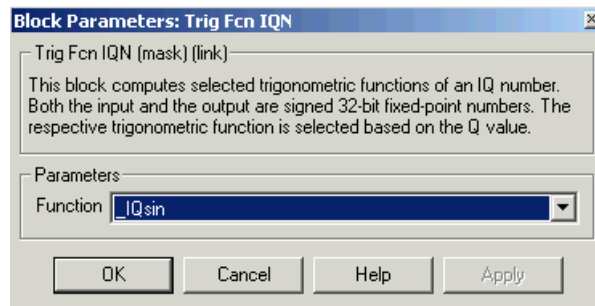 Block Parameters: Trig Fcn IQN
Trig Fcn IQN (mask) (link)
This block computes selected trigonometric functions of an IQ number.
Both the input and the output are signed 32-bit fixed-point numbers. The
respective trigonometric function is selected based on the Q value.
Parameters
Function _IQsin
OK Cancel Help Apply